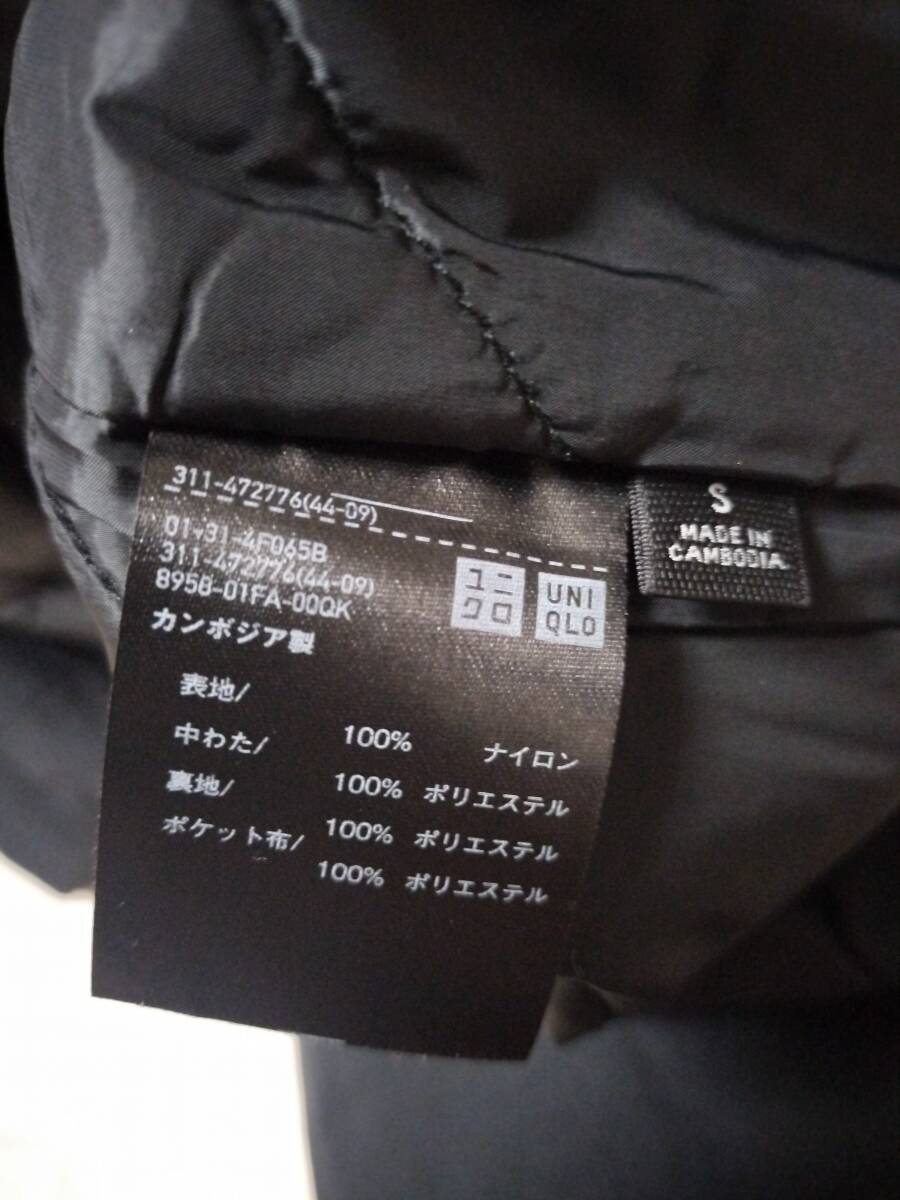 311-472776(44-09)
01-31-4F065B
311-472776(44-09)
8958-01FA-00QK
カンボジア製
ユニ
クロ
UNI
QLO
表地/
100% ナイロン
中わた/
100% ポリエステル
裏地/
100% ポリエステル
ポケット布/
100% ポリエステル
S
MADE IN
CAMBODIA